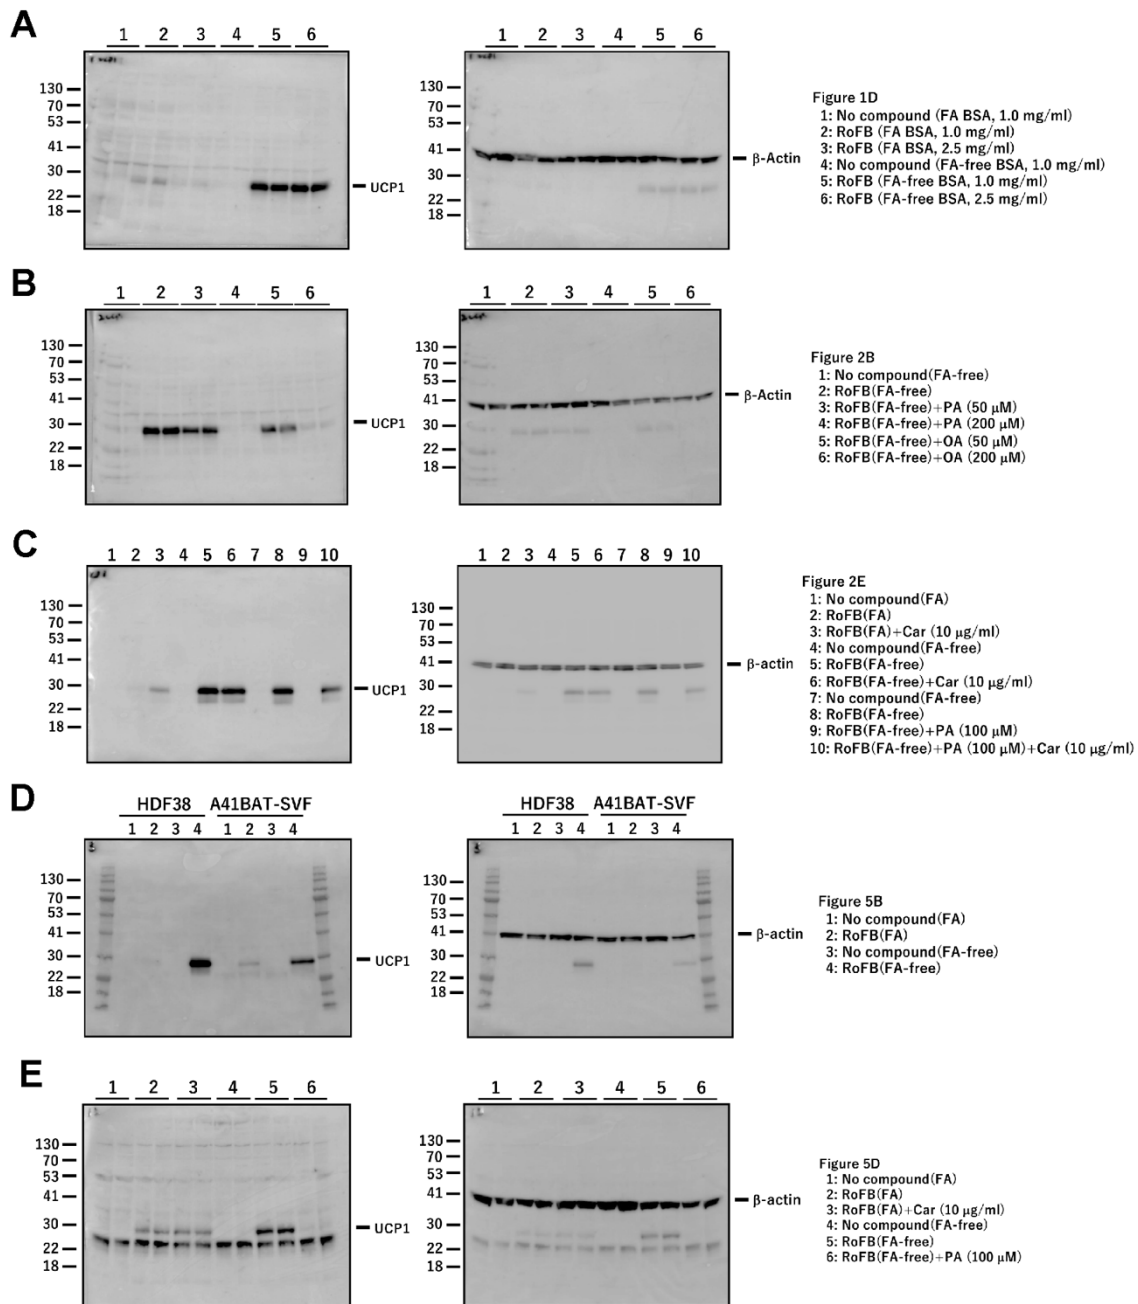 A
1 2 3 4 5 6
130
70
53
41
30
22
18
UCP1
1 2 3 4 5 6
130
70
53
41
30
22
18
β-Actin
Figure 1D
1: No compound (FA BSA, 1.0 mg/ml)
2: RoFB (FA BSA, 1.0 mg/ml)
3: RoFB (FA BSA, 2.5 mg/ml)
4: No compound (FA-free BSA, 1.0 mg/ml)
5: RoFB (FA-free BSA, 1.0 mg/ml)
6: RoFB (FA-free BSA, 2.5 mg/ml)
B
1 2 3 4 5 6
130
70
53
41
30
22
18
UCP1
1 2 3 4 5 6
130
70
53
41
30
22
18
β-Actin
Figure 2B
1: No compound(FA-free)
2: RoFB(FA-free)
3: RoFB(FA-free)+PA (50 μM)
4: RoFB(FA-free)+PA (200 μM)
5: RoFB(FA-free)+OA (50 μM)
6: RoFB(FA-free)+OA (200 μM)
C
1 2 3 4 5 6 7 8 9 10
130
70
53
41
30
22
18
UCP1
1 2 3 4 5 6 7 8 9 10
130
70
53
41
30
22
18
β-actin
Figure 2E
1: No compound(FA)
2: RoFB(FA)
3: RoFB(FA)+Car (10 μg/ml)
4: No compound(FA-free)
5: RoFB(FA-free)
6: RoFB(FA-free)+Car (10 μg/ml)
7: No compound(FA-free)
8: RoFB(FA-free)
9: RoFB(FA-free)+PA (100 μM)
10: RoFB(FA-free)+PA (100 μM)+Car (10 μg/ml)
D
HDF38 A41BAT-SVF
1 2 3 4 1 2 3 4
130
70
53
41
30
22
18
UCP1
HDF38 A41BAT-SVF
1 2 3 4 1 2 3 4
130
70
53
41
30
22
18
β-actin
Figure 5B
1: No compound(FA)
2: RoFB(FA)
3: No compound(FA-free)
4: RoFB(FA-free)
E
1 2 3 4 5 6
130
70
53
41
30
22
18
UCP1
1 2 3 4 5 6
130
70
53
41
30
22
18
β-actin
Figure 5D
1: No compound(FA)
2: RoFB(FA)
3: RoFB(FA)+Car (10 μg/ml)
4: No compound(FA-free)
5: RoFB(FA-free)
6: RoFB(FA-free)+PA (100 μM)